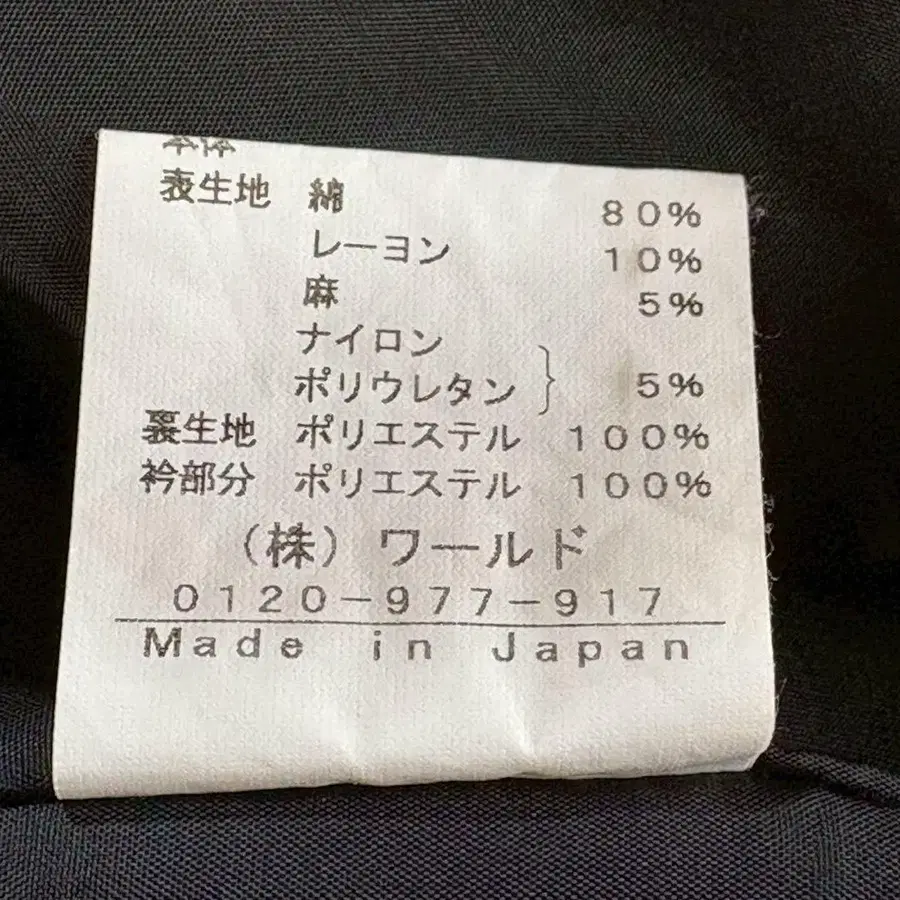 本体
表生地 綿 80%
レーヨン 10%
麻 5%
ナイロン
ポリウレタン } 5%
裏生地 ポリエステル 100%
衿部分 ポリエステル 100%
(株) ワールド
0120-977-917
Made in Japan